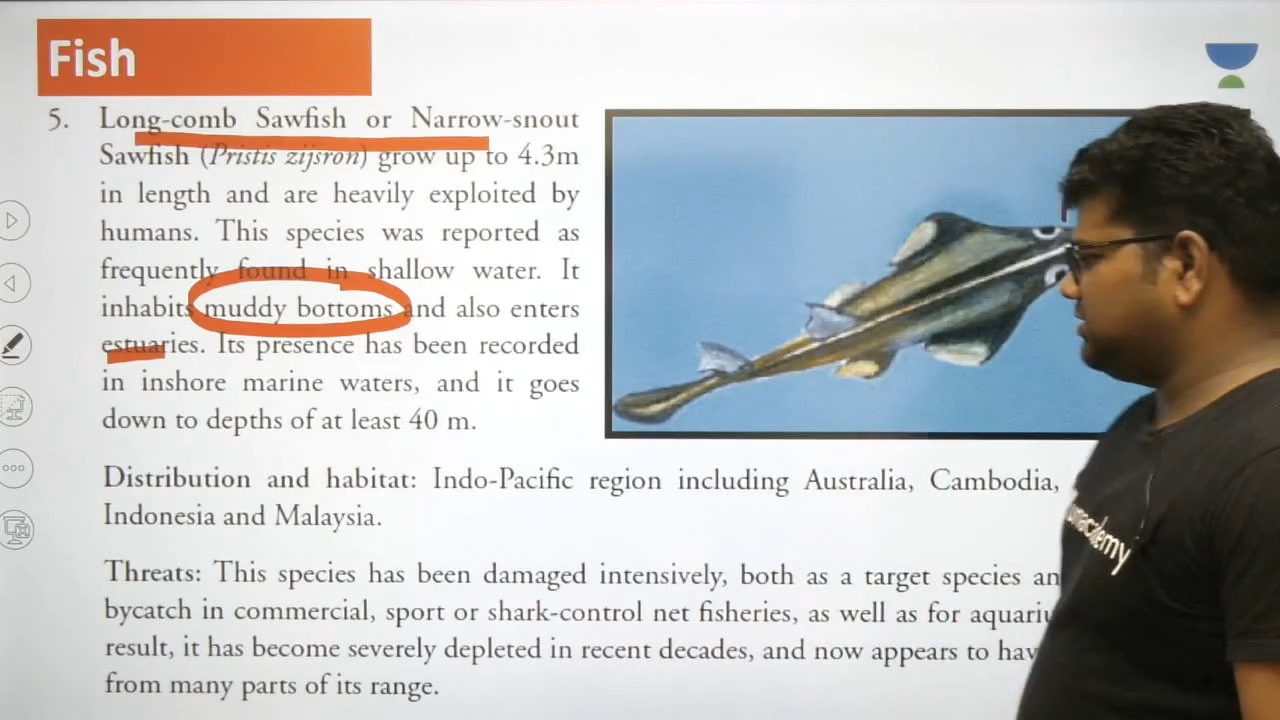 Fish
5. Long-comb Sawfish or Narrow-snout
Sawfish (Pristis zijsron) grow up to 4.3m
in length and are heavily exploited by
humans. This species was reported as
frequently found in shallow water. It
inhabits muddy bottoms and also enters
estuaries. Its presence has been recorded
in inshore marine waters, and it goes
down to depths of at least 40 m.
Distribution and habitat: Indo-Pacific region including Australia, Cambodia,
Indonesia and Malaysia.
Threats: This species has been damaged intensively, both as a target species
bycatch in commercial, sport or shark-control net fisheries, as well as for
result, it has become severely depleted in recent decades, and now appears to
from many parts of its range.
unacademy